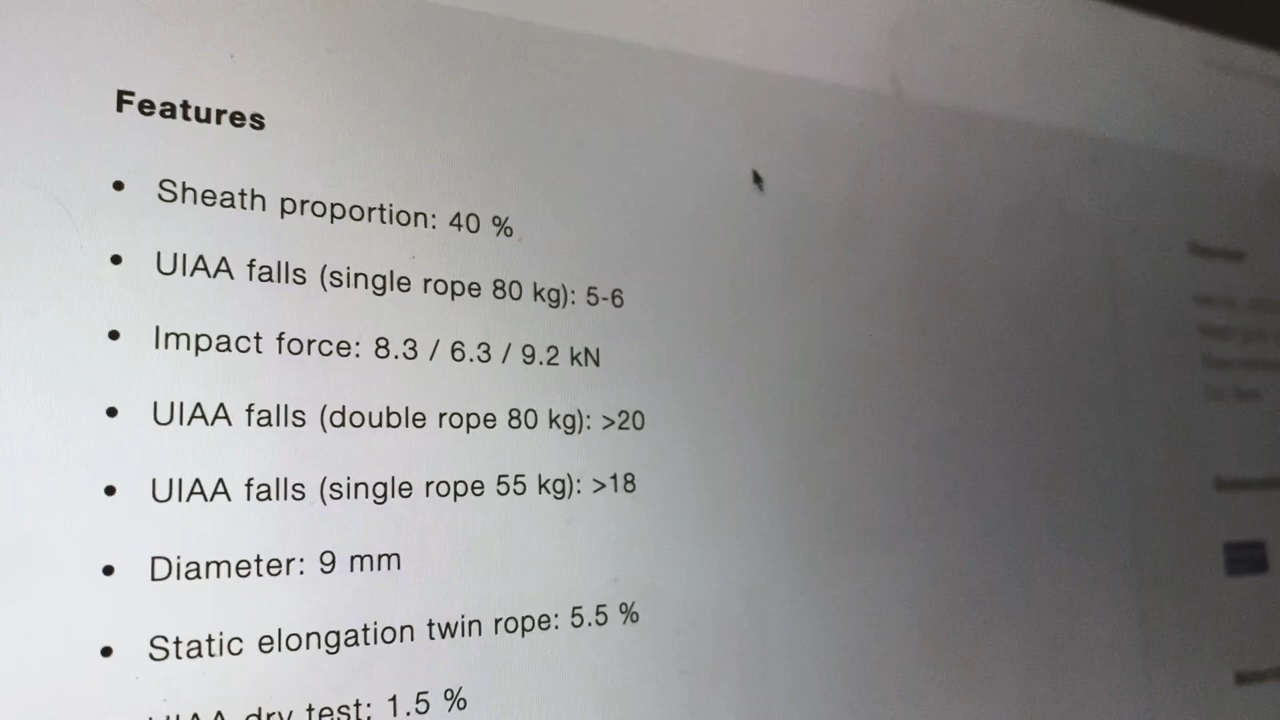 Features
• Sheath proportion: 40 %
• UIAA falls (single rope 80 kg): 5-6
• Impact force: 8.3 / 6.3 / 9.2 kN
• UIAA falls (double rope 80 kg): >20
• UIAA falls (single rope 55 kg): >18
• Diameter: 9 mm
• Static elongation twin rope: 5.5 %
UIAA dry test: 1.5 %